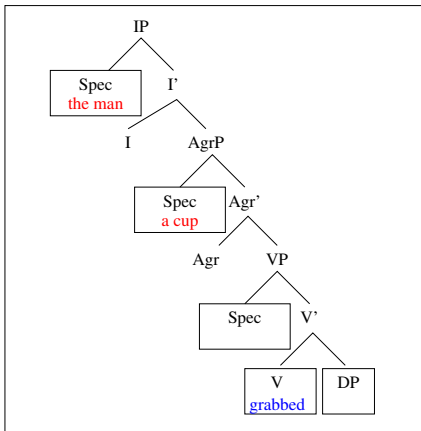 IP
Spec I'
the man
I AgrP
Spec Agr'
a cup
Agr VP
Spec V'
V DP
grabbed